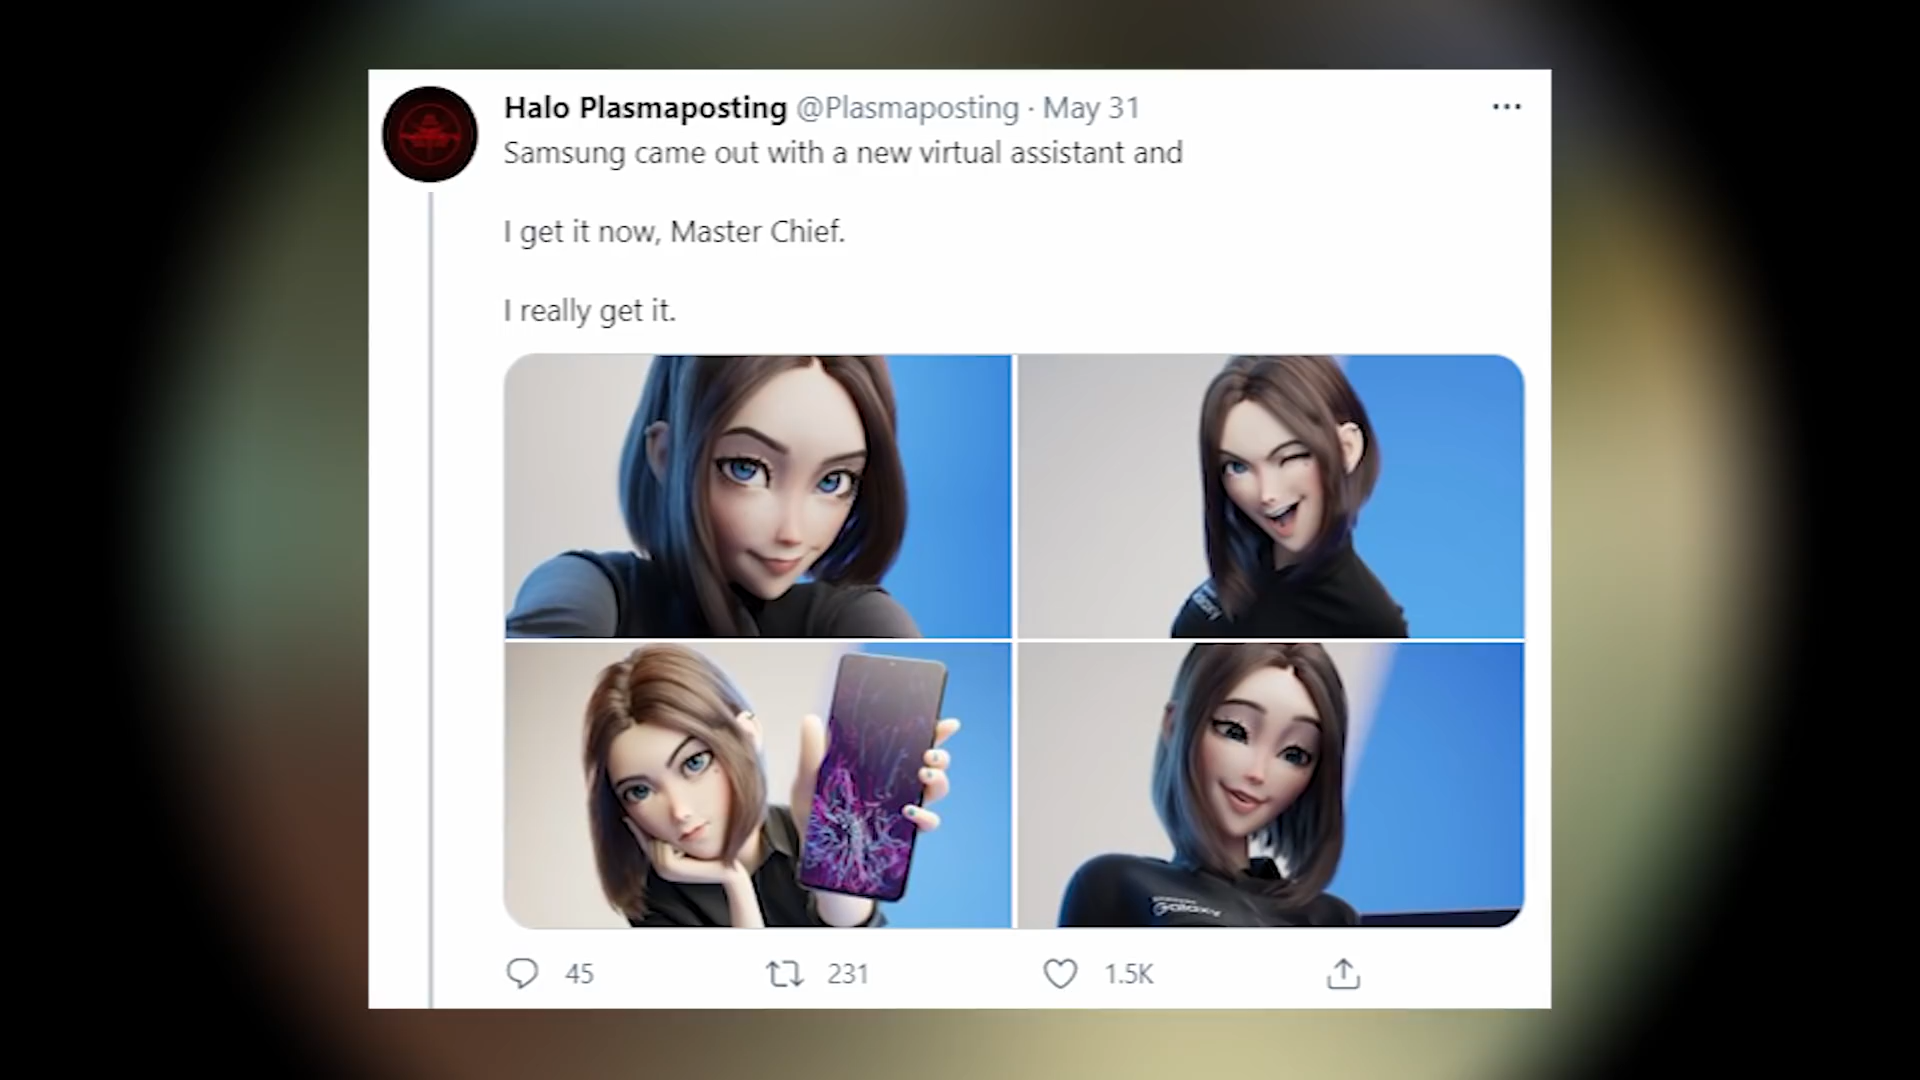 Halo Plasmaposting @Plasmaposting · May 31
Samsung came out with a new virtual assistant and
I get it now, Master Chief.
I really get it.
Galaxy
45 231 1.5K